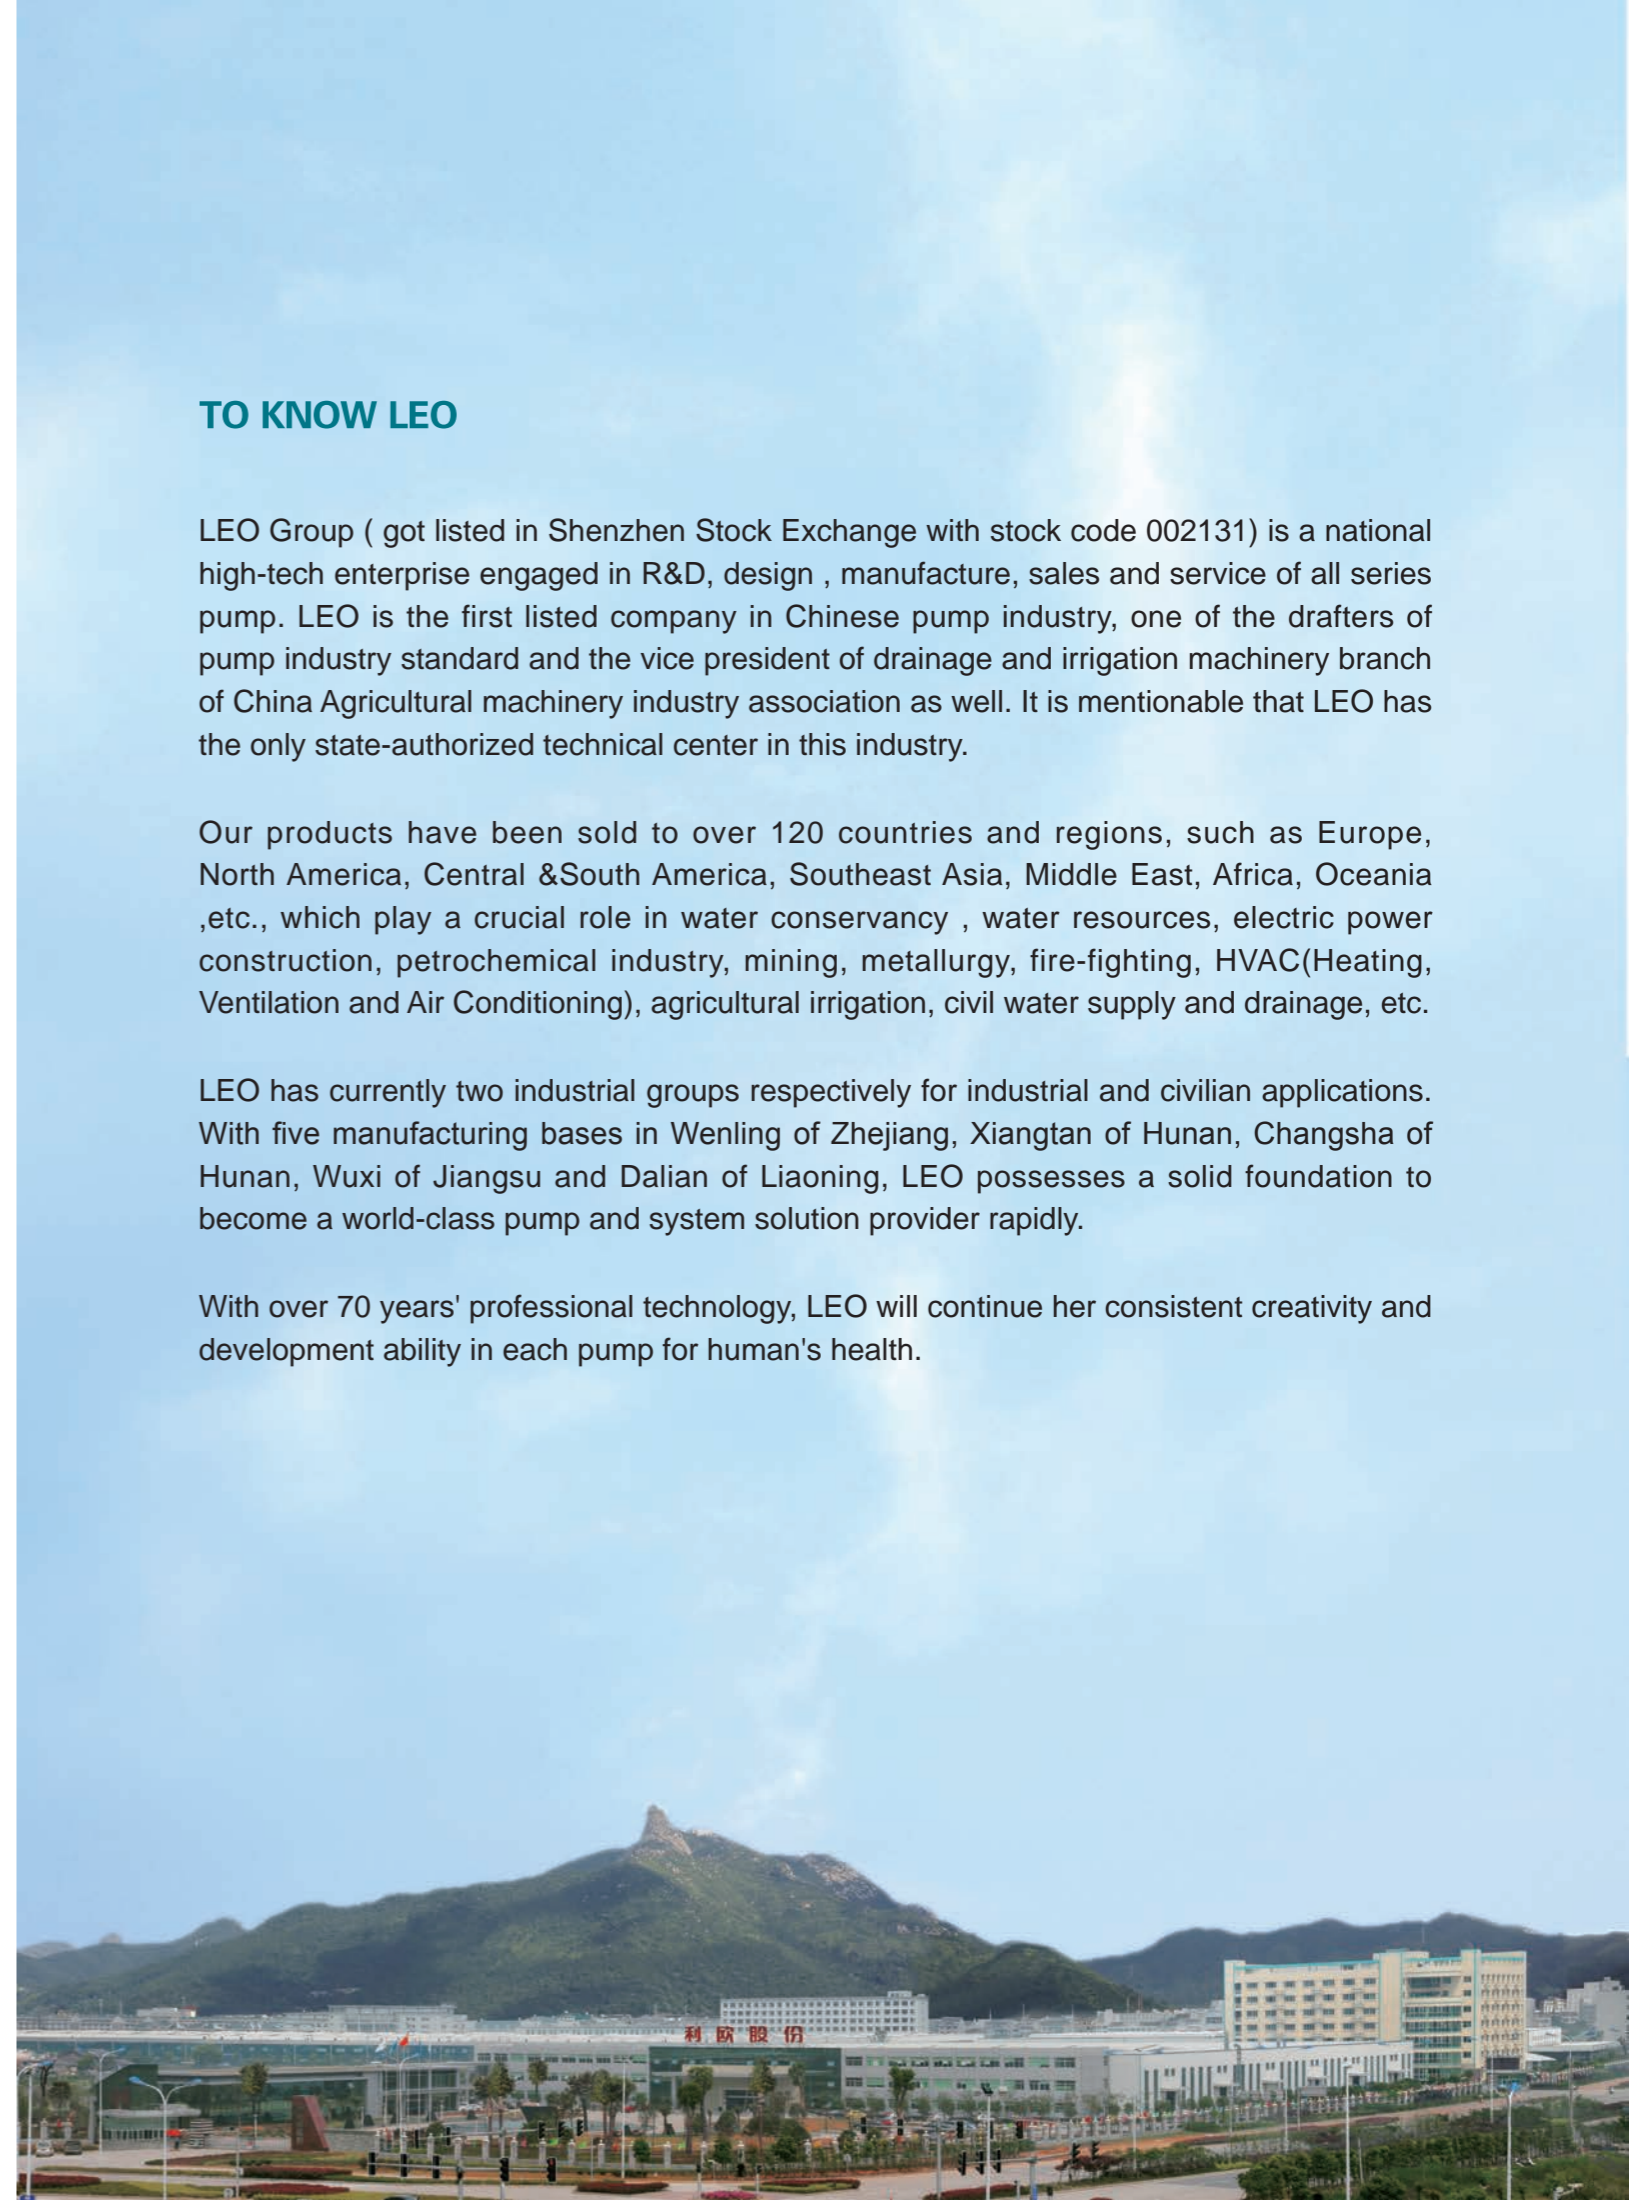 TO KNOW LEO
LEO Group ( got listed in Shenzhen Stock Exchange with stock code 002131) is a national
high-tech enterprise engaged in R&D, design , manufacture, sales and service of all series
pump. LEO is the first listed company in Chinese pump industry, one of the drafters of
pump industry standard and the vice president of drainage and irrigation machinery branch
of China Agricultural machinery industry association as well. It is mentionable that LEO has
the only state-authorized technical center in this industry.
Our products have been sold to over 120 countries and regions, such as Europe,
North America, Central &South America, Southeast Asia, Middle East, Africa, Oceania
,etc., which play a crucial role in water conservancy , water resources, electric power
construction, petrochemical industry, mining, metallurgy, fire-fighting, HVAC(Heating,
Ventilation and Air Conditioning), agricultural irrigation, civil water supply and drainage, etc.
LEO has currently two industrial groups respectively for industrial and civilian applications.
With five manufacturing bases in Wenling of Zhejiang, Xiangtan of Hunan, Changsha of
Hunan, Wuxi of Jiangsu and Dalian of Liaoning, LEO possesses a solid foundation to
become a world-class pump and system solution provider rapidly.
With over 70 years' professional technology, LEO will continue her consistent creativity and
development ability in each pump for human's health.
利欧股份